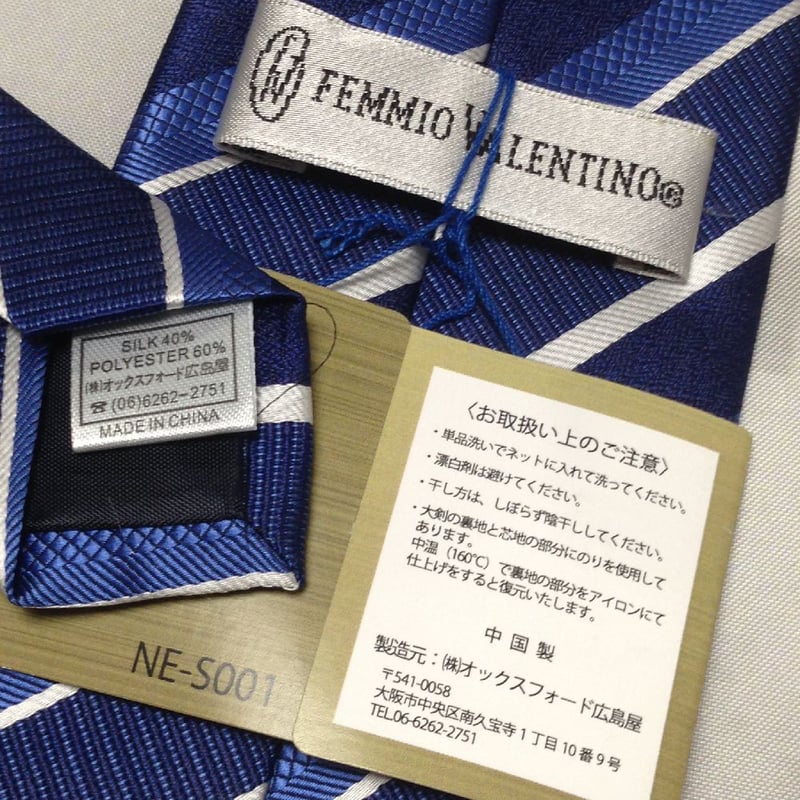 FEMMIO VALENTINO®
SILK 40%
POLYESTER 60%
(株)オックスフォード広島屋
☎(06)6262-2751
MADE IN CHINA
〈お取扱い上のご注意〉
・単品洗いでネットに入れて洗ってください。
・漂白剤は避けてください。
・干し方は、しぼらず陰干ししてください。
・大剣の裏地と芯地の部分にのりを使用して
あります。
中温（160℃）で裏地の部分をアイロンにて
仕上げをすると復元いたします。
中国製
製造元：(株)オックスフォード広島屋
〒541-0058
大阪市中央区南久宝寺1丁目10番9号
TEL.06-6262-2751
NE-S001